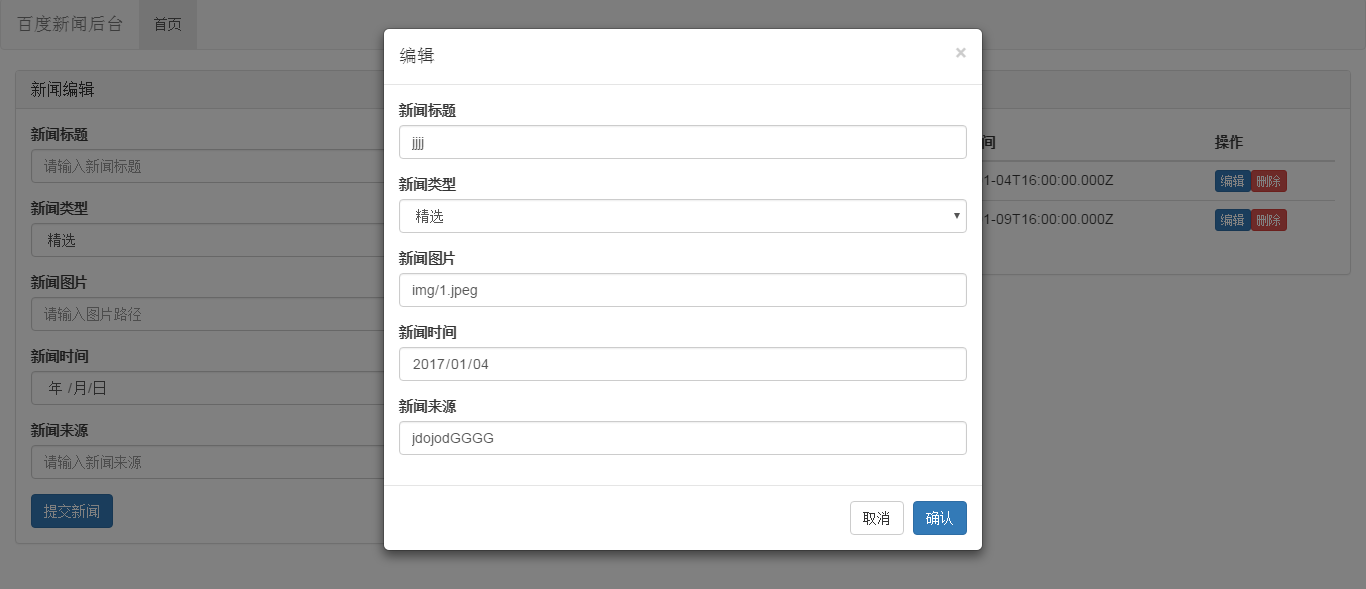 百度新闻后台 首页
新闻编辑
新闻标题
请输入新闻标题
新闻类型
精选
新闻图片
请输入图片路径
新闻时间
年 /月/日
新闻来源
请输入新闻来源
提交新闻
编辑 ×
新闻标题
jjjj
新闻类型
精选
新闻图片
img/1.jpeg
新闻时间
2017/01/04
新闻来源
jdojodGGGG
取消 确认
间 操作
1-04T16:00:00.000Z 编辑 删除
1-09T16:00:00.000Z 编辑 删除